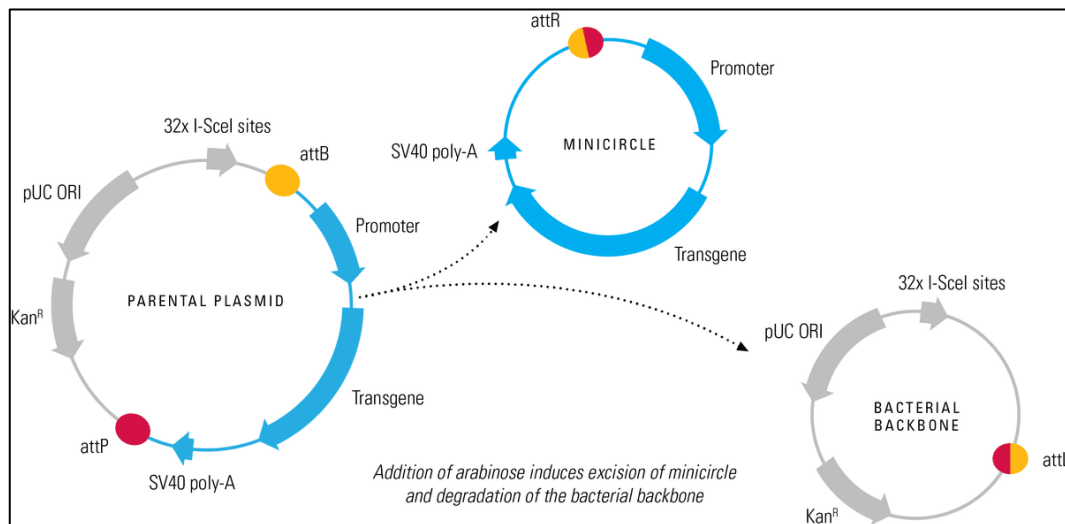 attR
Promoter
MINICIRCLE
SV40 poly-A
Transgene
32x I-SceI sites
attB
pUC ORI
Promoter
PARENTAL PLASMID
Kanᴿ
Transgene
attP
SV40 poly-A
32x I-SceI sites
pUC ORI
BACTERIAL
BACKBONE
attL
Kanᴿ
Addition of arabinose induces excision of minicircle
and degradation of the bacterial backbone